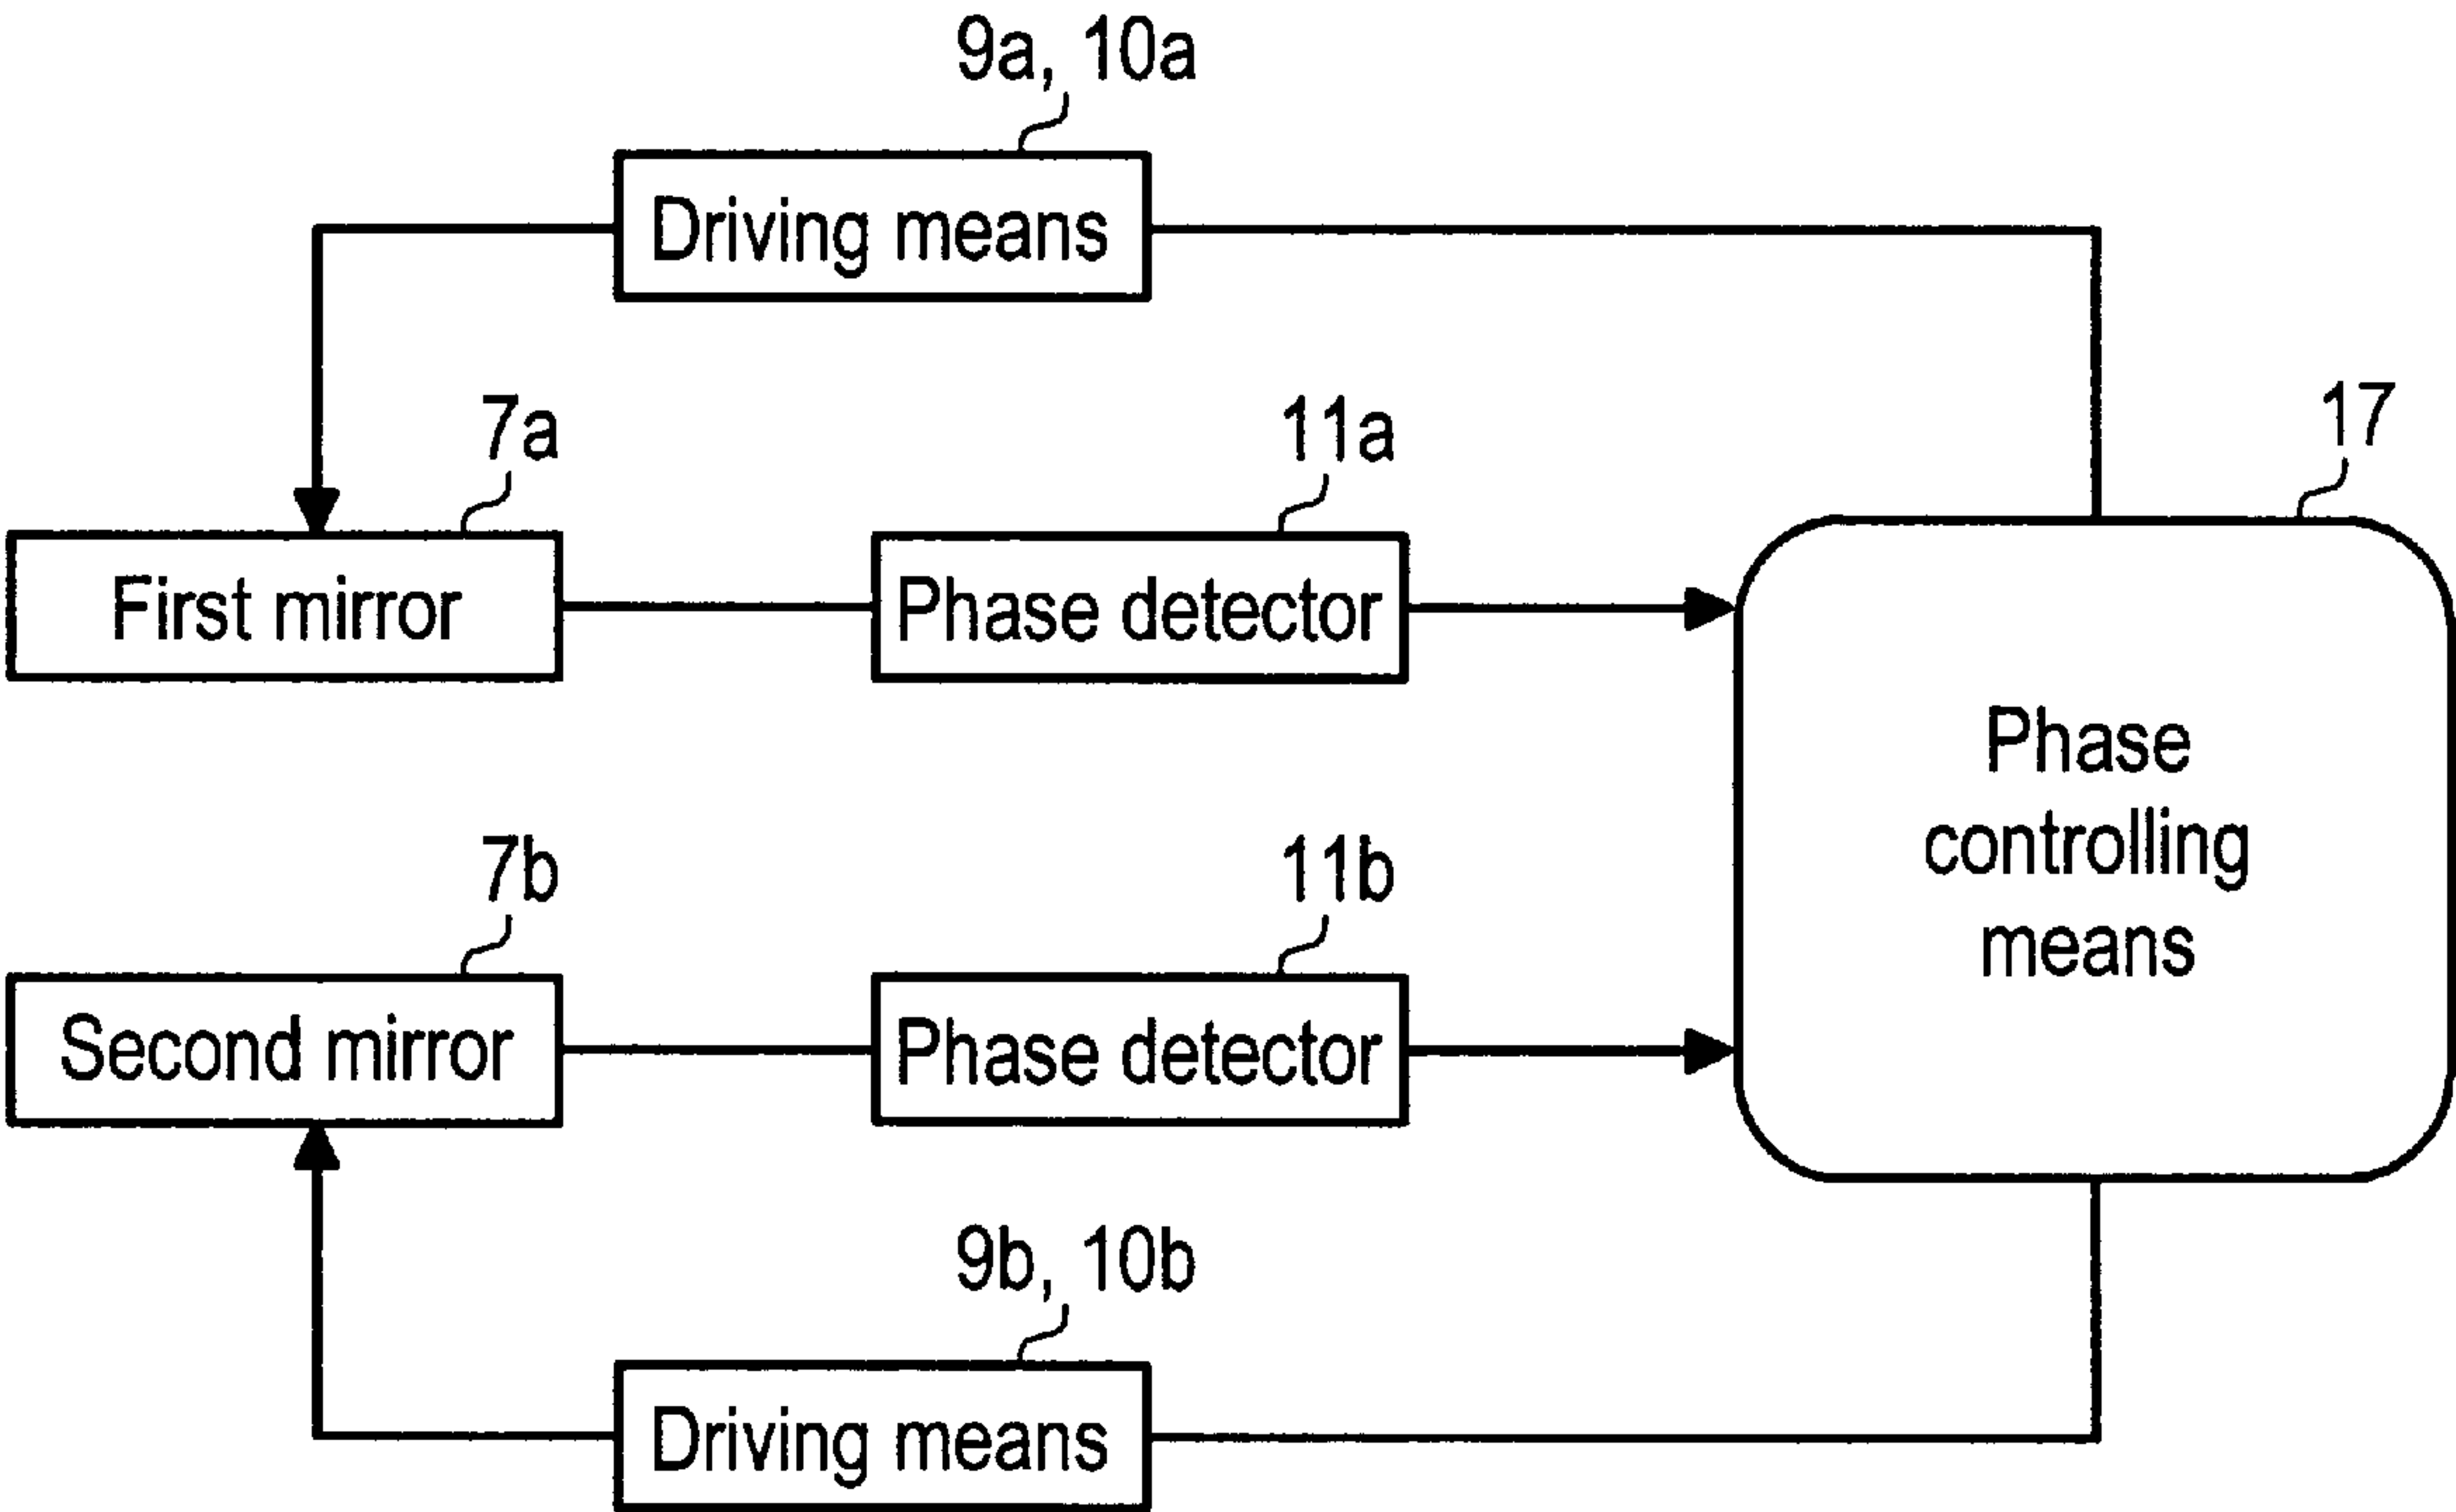 9a, 10a
Driving means
7a
11a
17
First mirror
Phase detector
Phase
controlling
means
7b
11b
Second mirror
Phase detector
9b, 10b
Driving means